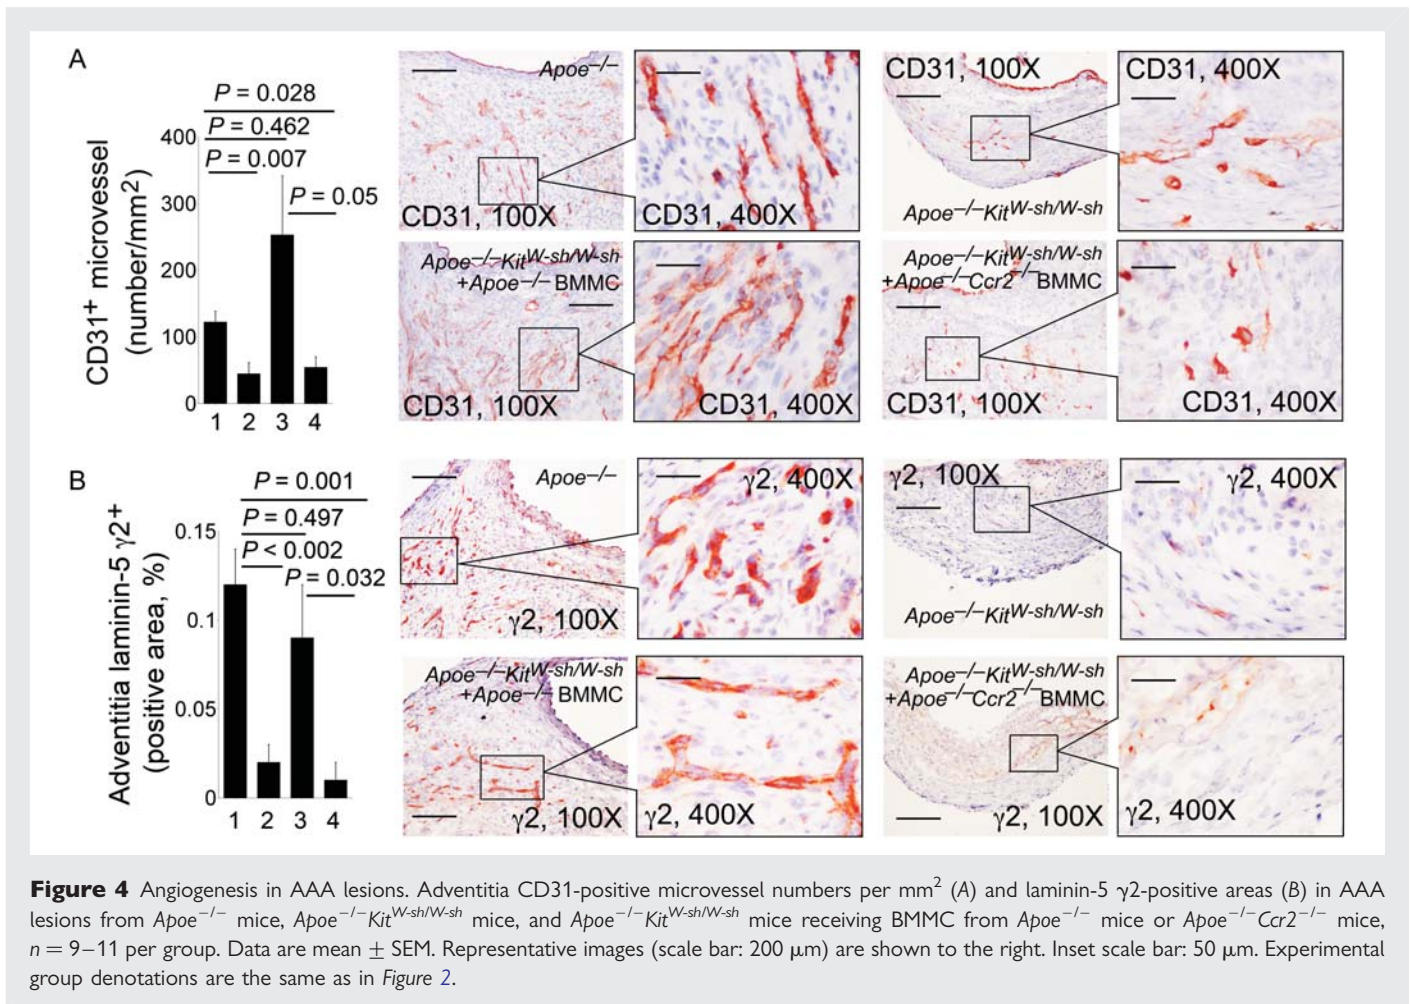 A
P = 0.028
P = 0.462
P = 0.007
P = 0.05
CD31+ microvessel
(number/mm2)
400
300
200
100
0
1 2 3 4
Apoe−/−
CD31, 100X
CD31, 400X
CD31, 100X
CD31, 400X
Apoe−/−KitW-sh/W-sh
Apoe−/−KitW-sh/W-sh
+Apoe−/− BMMC
CD31, 100X
CD31, 400X
Apoe−/−KitW-sh/W-sh
+Apoe−/−Ccr2−/−BMMC
CD31, 100X
CD31, 400X
B
P = 0.001
P = 0.497
P < 0.002
P = 0.032
Adventitia laminin-5 γ2+
(positive area, %)
0.15
0.1
0.05
0
1 2 3 4
Apoe−/−
γ2, 100X
γ2, 400X
γ2, 100X
γ2, 400X
Apoe−/−KitW-sh/W-sh
Apoe−/−KitW-sh/W-sh
+Apoe−/− BMMC
γ2, 100X
γ2, 400X
Apoe−/−KitW-sh/W-sh
+Apoe−/−Ccr2−/−BMMC
γ2, 100X
γ2, 400X
Figure 4 Angiogenesis in AAA lesions. Adventitia CD31-positive microvessel numbers per mm2 (A) and laminin-5 γ2-positive areas (B) in AAA
lesions from Apoe−/− mice, Apoe−/−KitW-sh/W-sh mice, and Apoe−/−KitW-sh/W-sh mice receiving BMMC from Apoe−/− mice or Apoe−/−Ccr2−/− mice,
n = 9–11 per group. Data are mean ± SEM. Representative images (scale bar: 200 μm) are shown to the right. Inset scale bar: 50 μm. Experimental
group denotations are the same as in Figure 2.